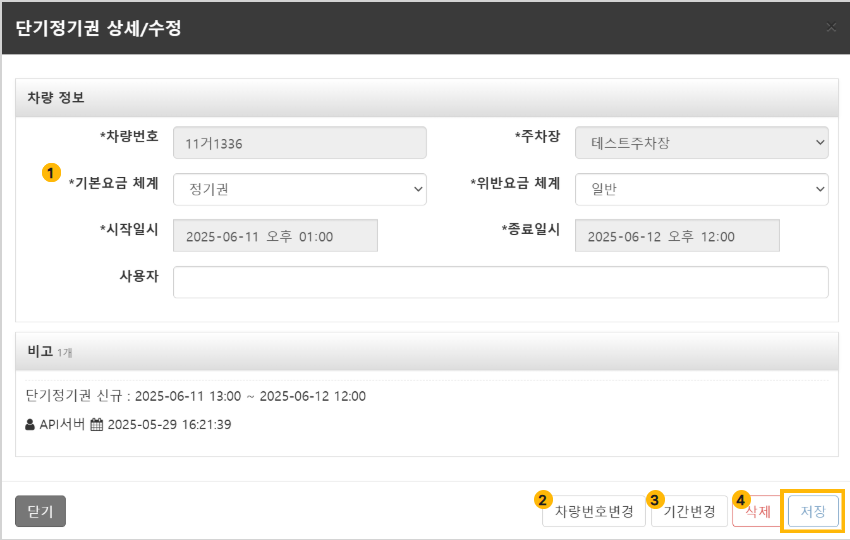 단기정기권 상세/수정 ×
차량 정보
*차량번호 11거1336 *주차장 테스트주차장
1
*기본요금 체계 정기권 *위반요금 체계 일반
*시작일시 2025-06-11 오후 01:00 *종료일시 2025-06-12 오후 12:00
사용자
비고 1개
단기정기권 신규 : 2025-06-11 13:00 ~ 2025-06-12 12:00
API서버 2025-05-29 16:21:39
닫기 2 차량번호변경 3 기간변경 4 삭제 저장